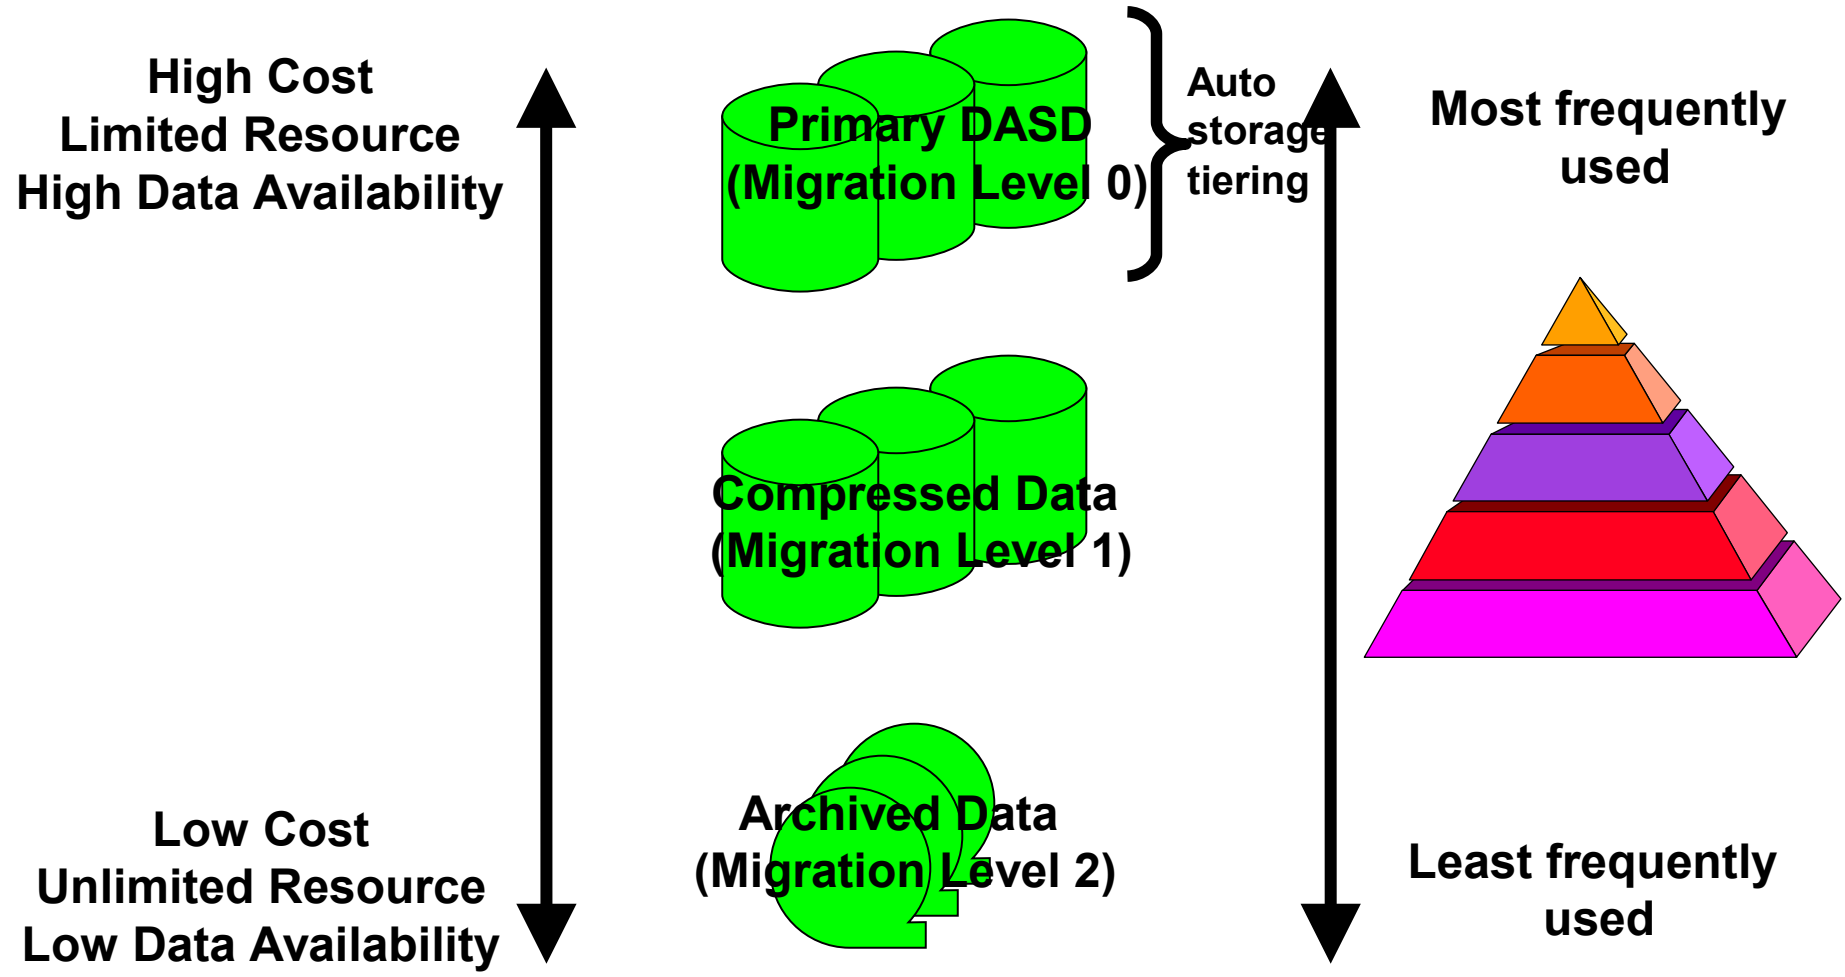 High Cost
Limited Resource
High Data Availability
Primary DASD
(Migration Level 0)
Auto
storage
tiering
Most frequently
used
Compressed Data
(Migration Level 1)
Low Cost
Unlimited Resource
Low Data Availability
Archived Data
(Migration Level 2)
Least frequently
used